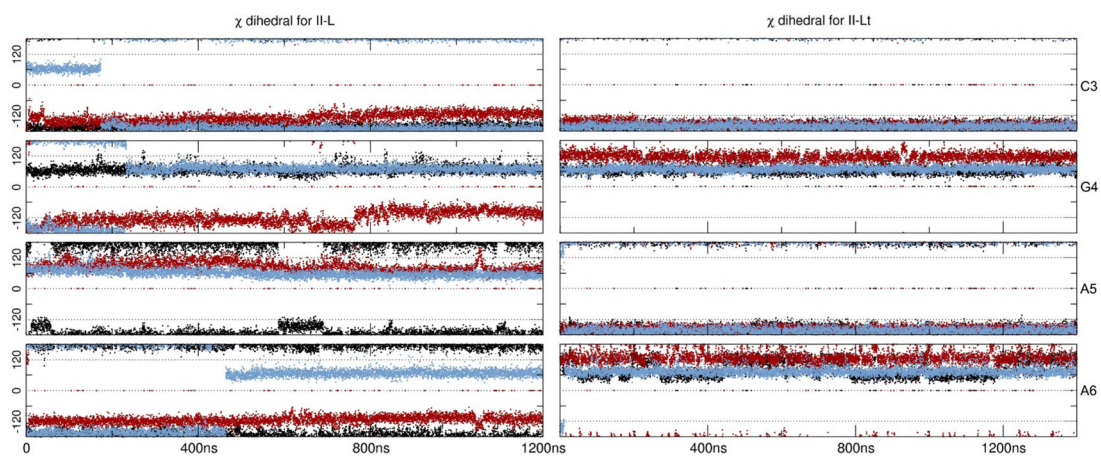 χ dihedral for II-L
χ dihedral for II-Lt
120
0
-120
C3
120
0
-120
G4
120
0
-120
A5
120
0
-120
A6
0
400ns
800ns
1200ns
400ns
800ns
1200ns